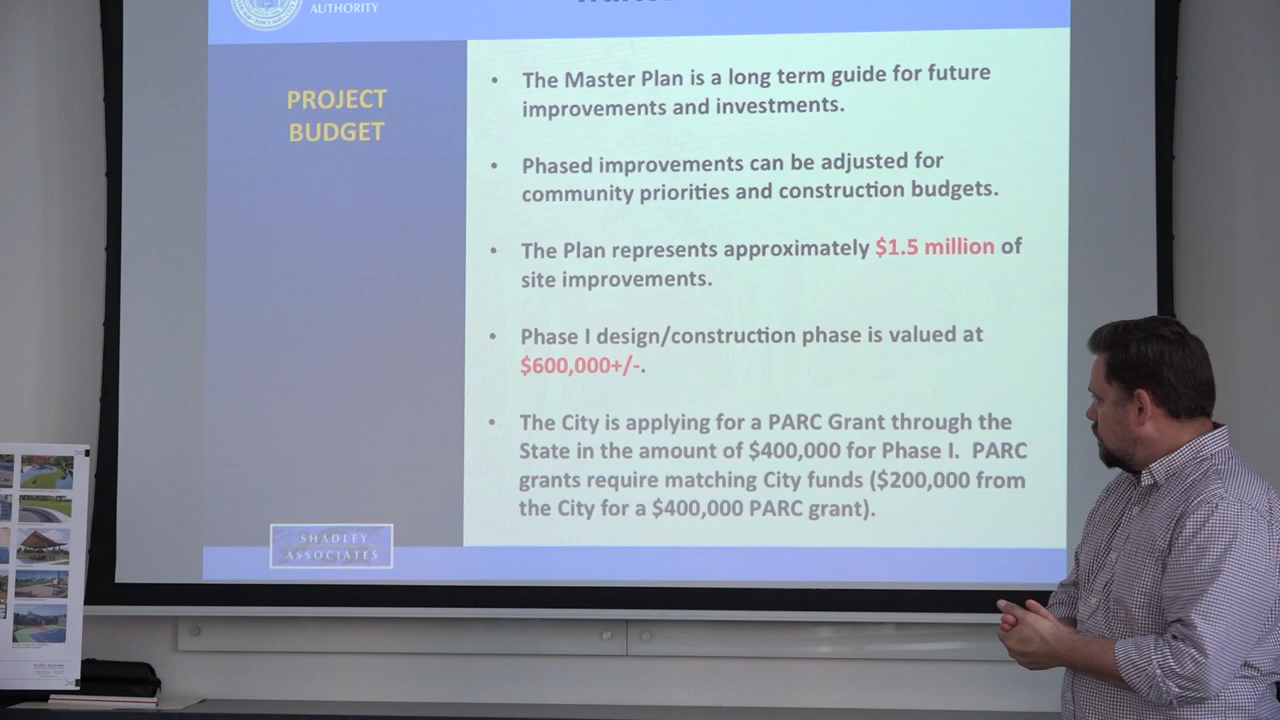 AUTHORITY
PROJECT
BUDGET
• The Master Plan is a long term guide for future
improvements and investments.
• Phased improvements can be adjusted for
community priorities and construction budgets.
• The Plan represents approximately $1.5 million of
site improvements.
• Phase I design/construction phase is valued at
$600,000+/-.
• The City is applying for a PARC Grant through the
State in the amount of $400,000 for Phase I.  PARC
grants require matching City funds ($200,000 from
the City for a $400,000 PARC grant).
SHADLEY
ASSOCIATES